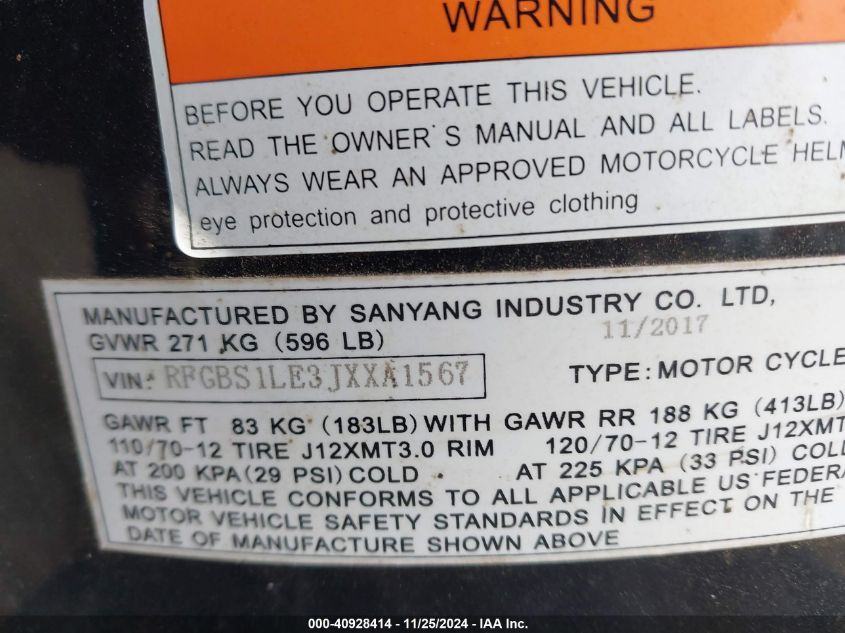 WARNING
BEFORE YOU OPERATE THIS VEHICLE.
READ THE OWNER'S MANUAL AND ALL LABELS.
ALWAYS WEAR AN APPROVED MOTORCYCLE HELM
eye protection and protective clothing
MANUFACTURED BY SANYANG INDUSTRY CO. LTD,
GVWR 271 KG (596 LB) 11/2017
VIN: RFGBS1LE3JXXA1567 TYPE: MOTOR CYCLE
GAWR FT 83 KG (183LB) WITH GAWR RR 188 KG (413LB)
110/70-12 TIRE J12XMT3.0 RIM 120/70-12 TIRE J12XMT
AT 200 KPA(29 PSI) COLD . AT 225 KPA (33 PSI) COLD
THIS VEHICLE CONFORMS TO ALL APPLICABLE US FEDERA
MOTOR VEHICLE SAFETY STANDARDS IN EFFECT ON THE
DATE OF MANUFACTURE SHOWN ABOVE
000-40928414 - 11/25/2024 - IAA Inc.